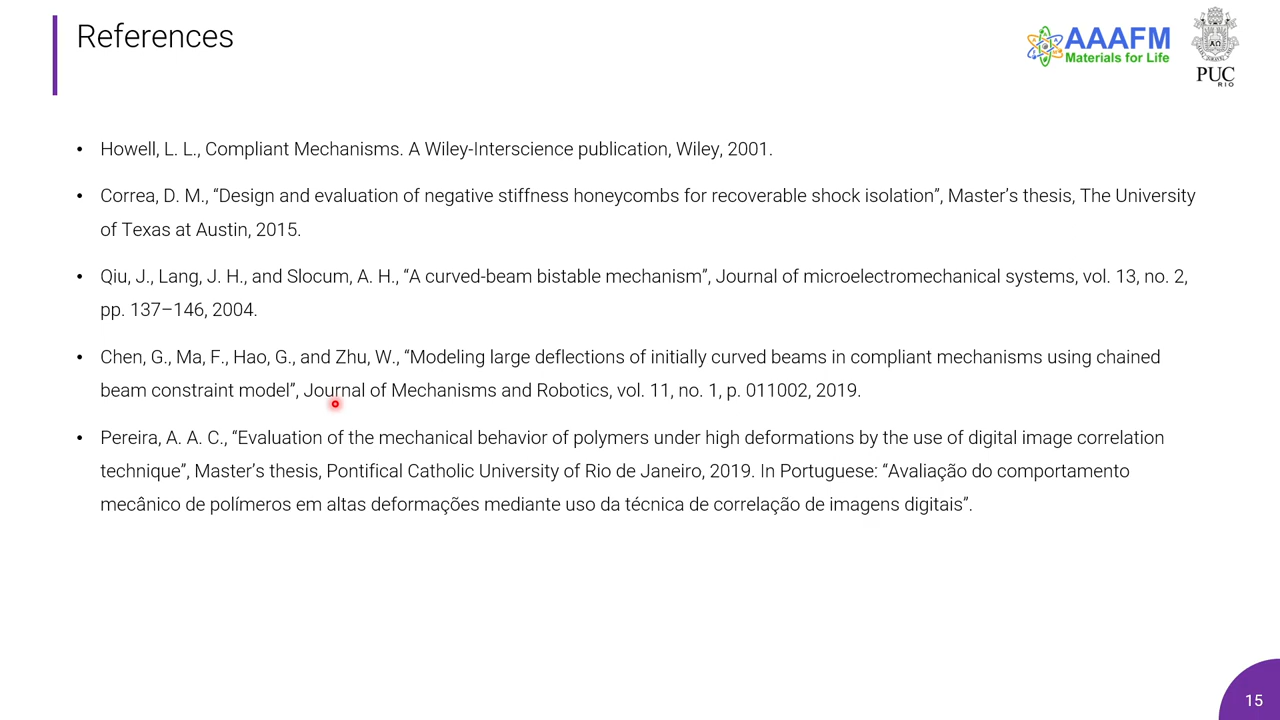 References
AAAFM
Materials for Life
ΑΩ
PUC
RIO
• Howell, L. L., Compliant Mechanisms. A Wiley-Interscience publication, Wiley, 2001.
• Correa, D. M., “Design and evaluation of negative stiffness honeycombs for recoverable shock isolation”, Master’s thesis, The University
of Texas at Austin, 2015.
• Qiu, J., Lang, J. H., and Slocum, A. H., “A curved-beam bistable mechanism”, Journal of microelectromechanical systems, vol. 13, no. 2,
pp. 137–146, 2004.
• Chen, G., Ma, F., Hao, G., and Zhu, W., “Modeling large deflections of initially curved beams in compliant mechanisms using chained
beam constraint model”, Journal of Mechanisms and Robotics, vol. 11, no. 1, p. 011002, 2019.
• Pereira, A. A. C., “Evaluation of the mechanical behavior of polymers under high deformations by the use of digital image correlation
technique”, Master’s thesis, Pontifical Catholic University of Rio de Janeiro, 2019. In Portuguese: “Avaliação do comportamento
mecânico de polímeros em altas deformações mediante uso da técnica de correlação de imagens digitais”.
15